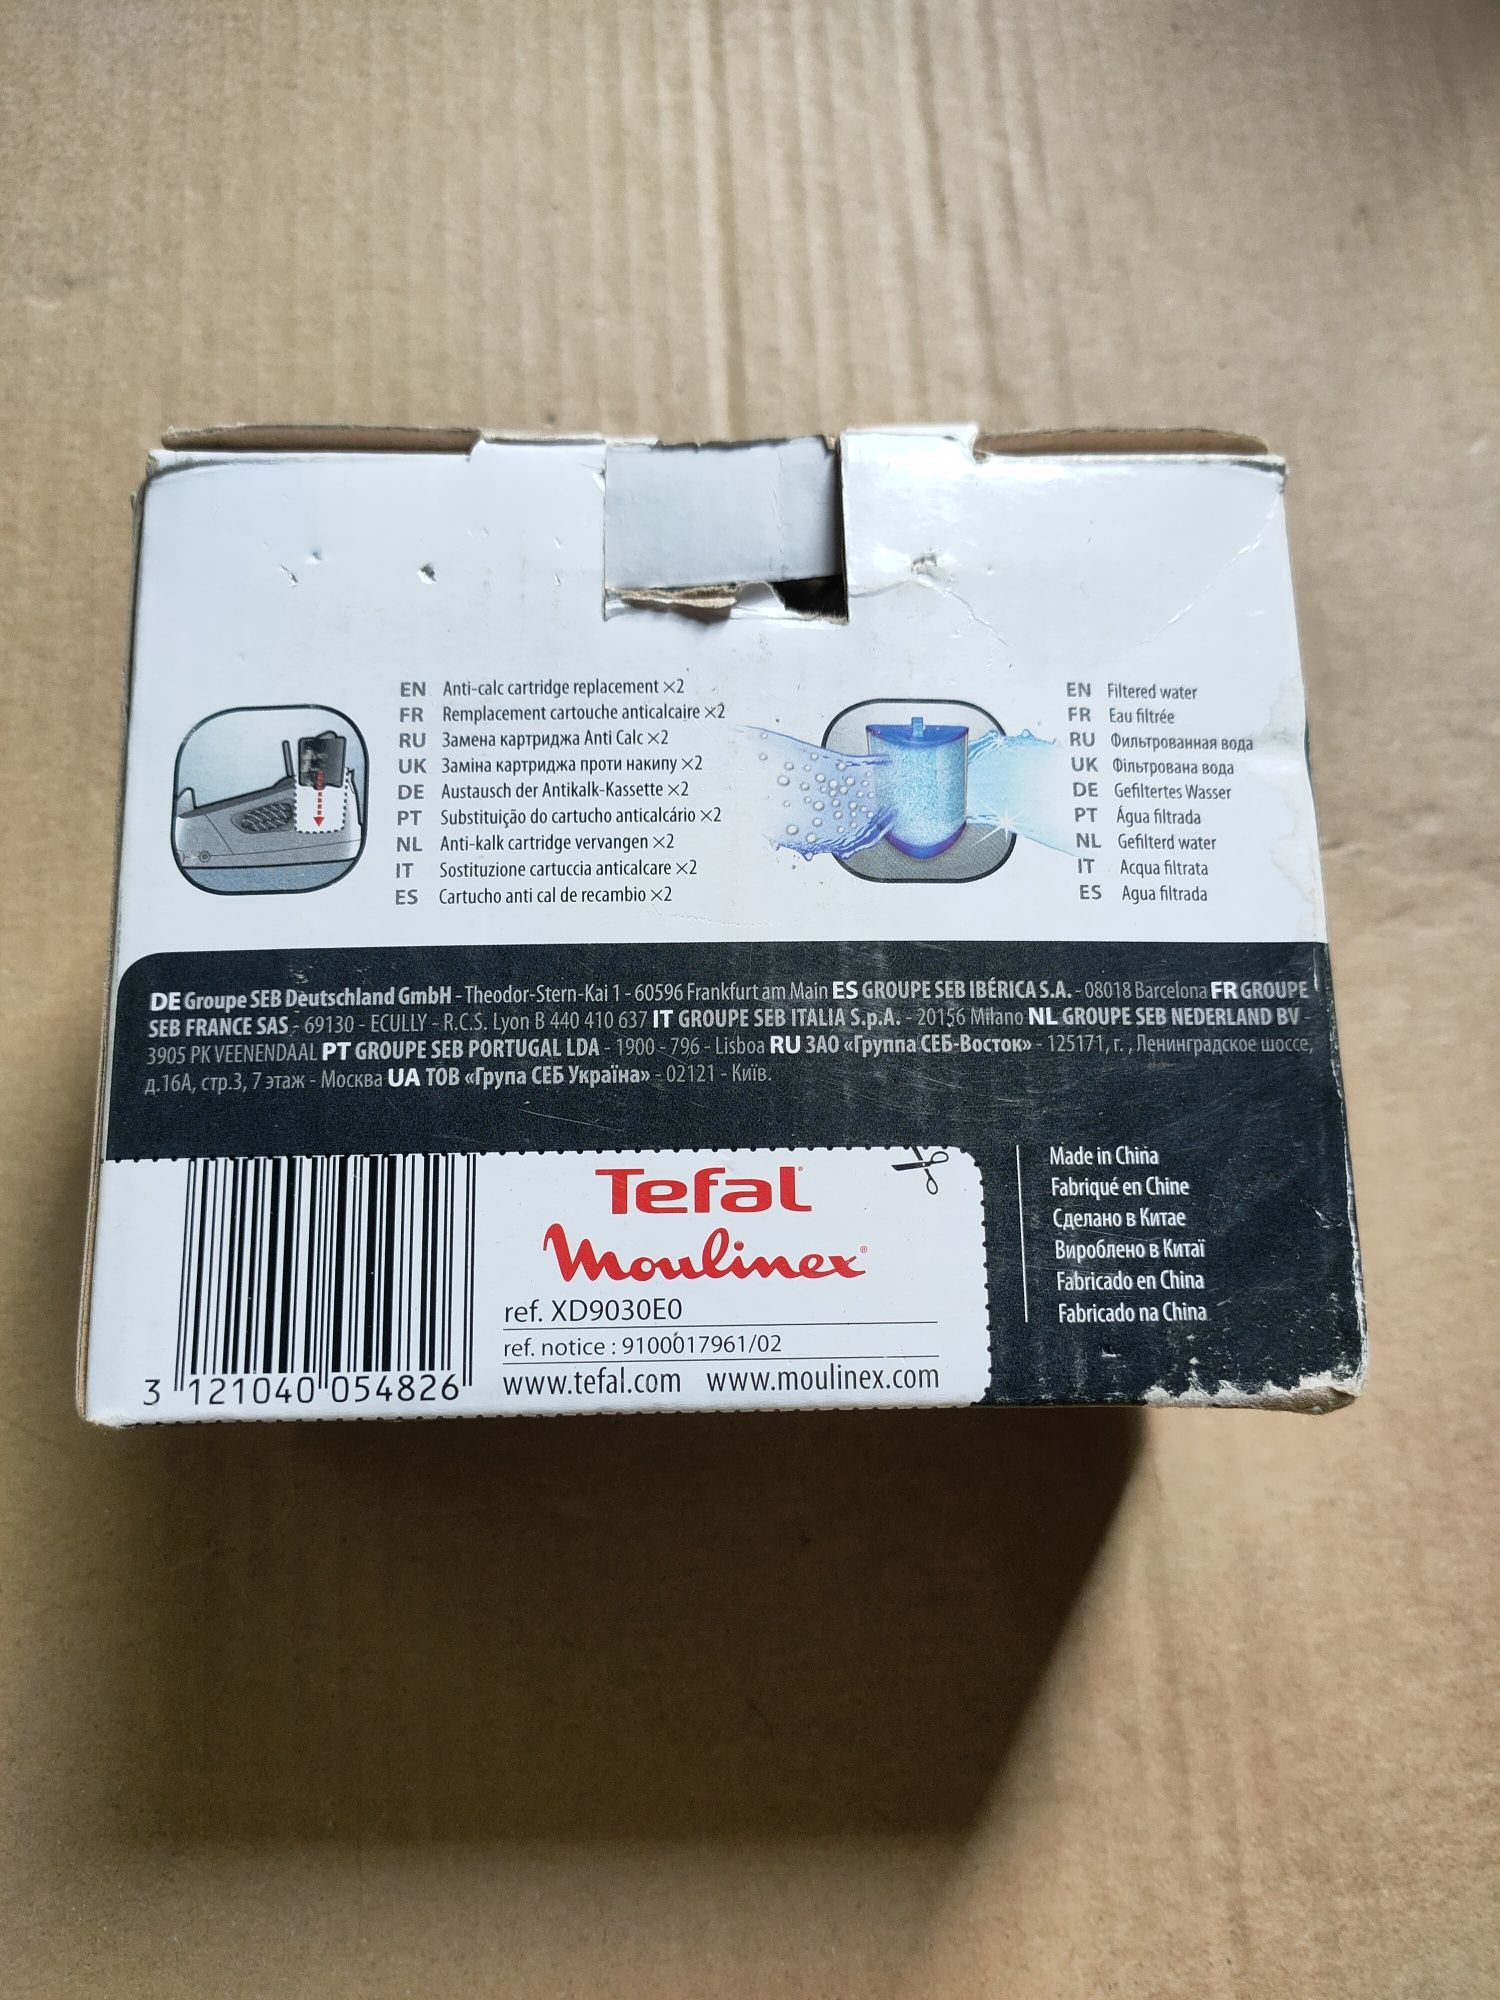 EN Anti-calc cartridge replacement ×2
FR Remplacement cartouche anticalcaire ×2
RU Замена картриджа Anti Calc ×2
UK Заміна картриджа проти накипу ×2
DE Austausch der Antikalk-Kassette ×2
PT Substituição do cartucho anticalcário ×2
NL Anti-kalk cartridge vervangen ×2
IT Sostituzione cartuccia anticalcare ×2
ES Cartucho anti cal de recambio ×2
EN Filtered water
FR Eau filtrée
RU Фильтрованная вода
UK Фільтрована вода
DE Gefiltertes Wasser
PT Água filtrada
NL Gefilterd water
IT Acqua filtrata
ES Agua filtrada
DE Groupe SEB Deutschland GmbH - Theodor-Stern-Kai 1 - 60596 Frankfurt am Main ES GROUPE SEB IBÉRICA S.A. - 08018 Barcelona FR GROUPE
SEB FRANCE SAS - 69130 - ECULLY - R.C.S. Lyon B 440 410 637 IT GROUPE SEB ITALIA S.p.A. - 20156 Milano NL GROUPE SEB NEDERLAND BV -
3905 PK VEENENDAAL PT GROUPE SEB PORTUGAL LDA - 1900 - 796 - Lisboa RU ЗАО «Группа СЕБ-Восток» - 125171, г. , Ленинградское шоссе,
д.16А, стр.3, 7 этаж - Москва UA ТОВ «Група СЕБ Україна» - 02121 - Київ.
Tefal®
Moulinex®
ref. XD9030E0
ref. notice : 9100017961/02
www.tefal.com www.moulinex.com
3 121040 054826
Made in China
Fabriqué en Chine
Сделано в Китае
Вироблено в Китаї
Fabricado en China
Fabricado na China